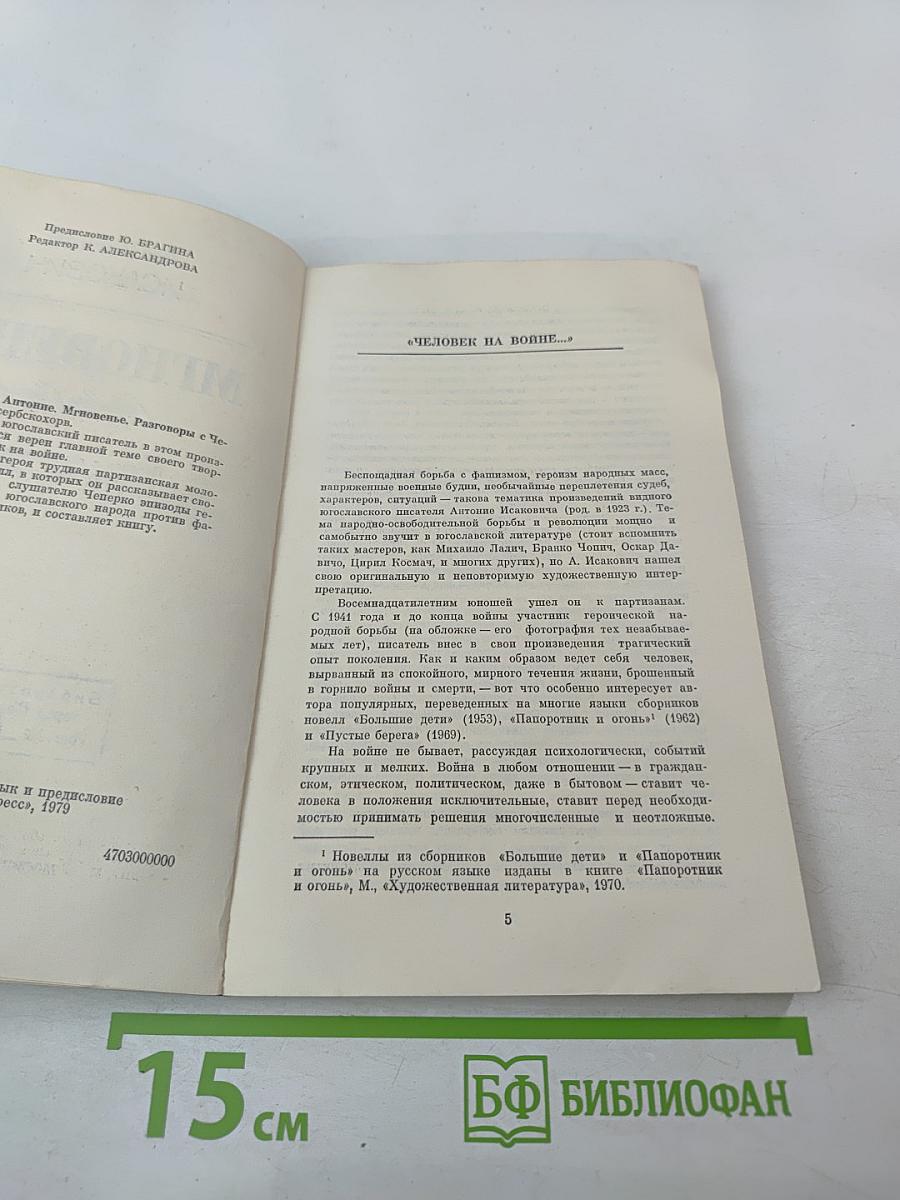 Предисловие Ю. БРАГИНА
Редактор К. АЛЕКСАНДРОВА
МГНОВЕ
Антоние. Мгновенье. Разговоры с Че-
сербскохорв.
югославский писатель в этом произ-
ся верен главной теме своего твор-
к на войне.
героя трудная партизанская моло-
лл, в которых он рассказывает сво-
слушателю Чеперко эпизоды ге-
югославского народа против фа-
ков, и составляет книгу.
ык и предисловие
ресс», 1979
4703000000
«ЧЕЛОВЕК НА ВОЙНЕ...»
Беспощадная борьба с фашизмом, героизм народных масс,
напряженные военные будни, необычайные переплетения судеб,
характеров, ситуаций — такова тематика произведений видного
югославского писателя Антоние Исаковича (род. в 1923 г.). Те-
ма народно-освободительной борьбы и революции мощно и
самобытно звучит в югославской литературе (стоит вспомнить
таких мастеров, как Михаило Лалич, Бранко Чопич, Оскар Да-
вичо, Цирил Космач, и многих других), но А. Исакович нашел
свою оригинальную и неповторимую художественную интер-
претацию.
Восемнадцатилетним юношей ушел он к партизанам.
С 1941 года и до конца войны участник героической на-
родной борьбы (на обложке — его фотография тех незабывае-
мых лет), писатель внес в свои произведения трагический
опыт поколения. Как и каким образом ведет себя человек,
вырванный из спокойного, мирного течения жизни, брошенный
в горнило войны и смерти, — вот что особенно интересует ав-
тора популярных, переведенных на многие языки сборников
новелл «Большие дети» (1953), «Папоротник и огонь»¹ (1962)
и «Пустые берега» (1969).
На войне не бывает, рассуждая психологически, событий
крупных и мелких. Война в любом отношении — в граждан-
ском, этическом, политическом, даже в бытовом — ставит че-
ловека в положения исключительные, ставит перед необходи-
мостью принимать решения многочисленные и неотложные.
¹ Новеллы из сборников «Большие дети» и «Папоротник
и огонь» на русском языке изданы в книге «Папоротник
и огонь», М., «Художественная литература», 1970.
5
15 см
БФ БИБЛИОФАН